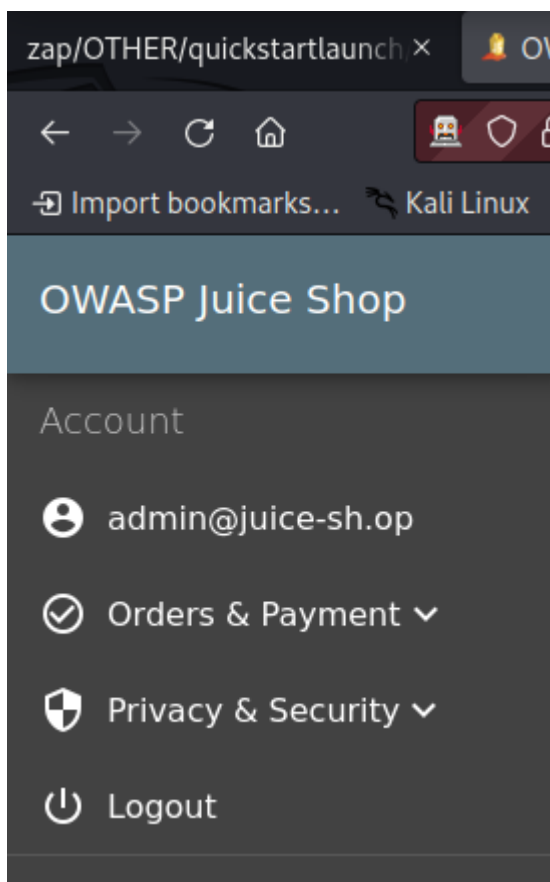 zap/OTHER/quickstartlaunch
Import bookmarks... Kali Linux
OWASP Juice Shop
Account
admin@juice-sh.op
Orders & Payment
Privacy & Security
Logout